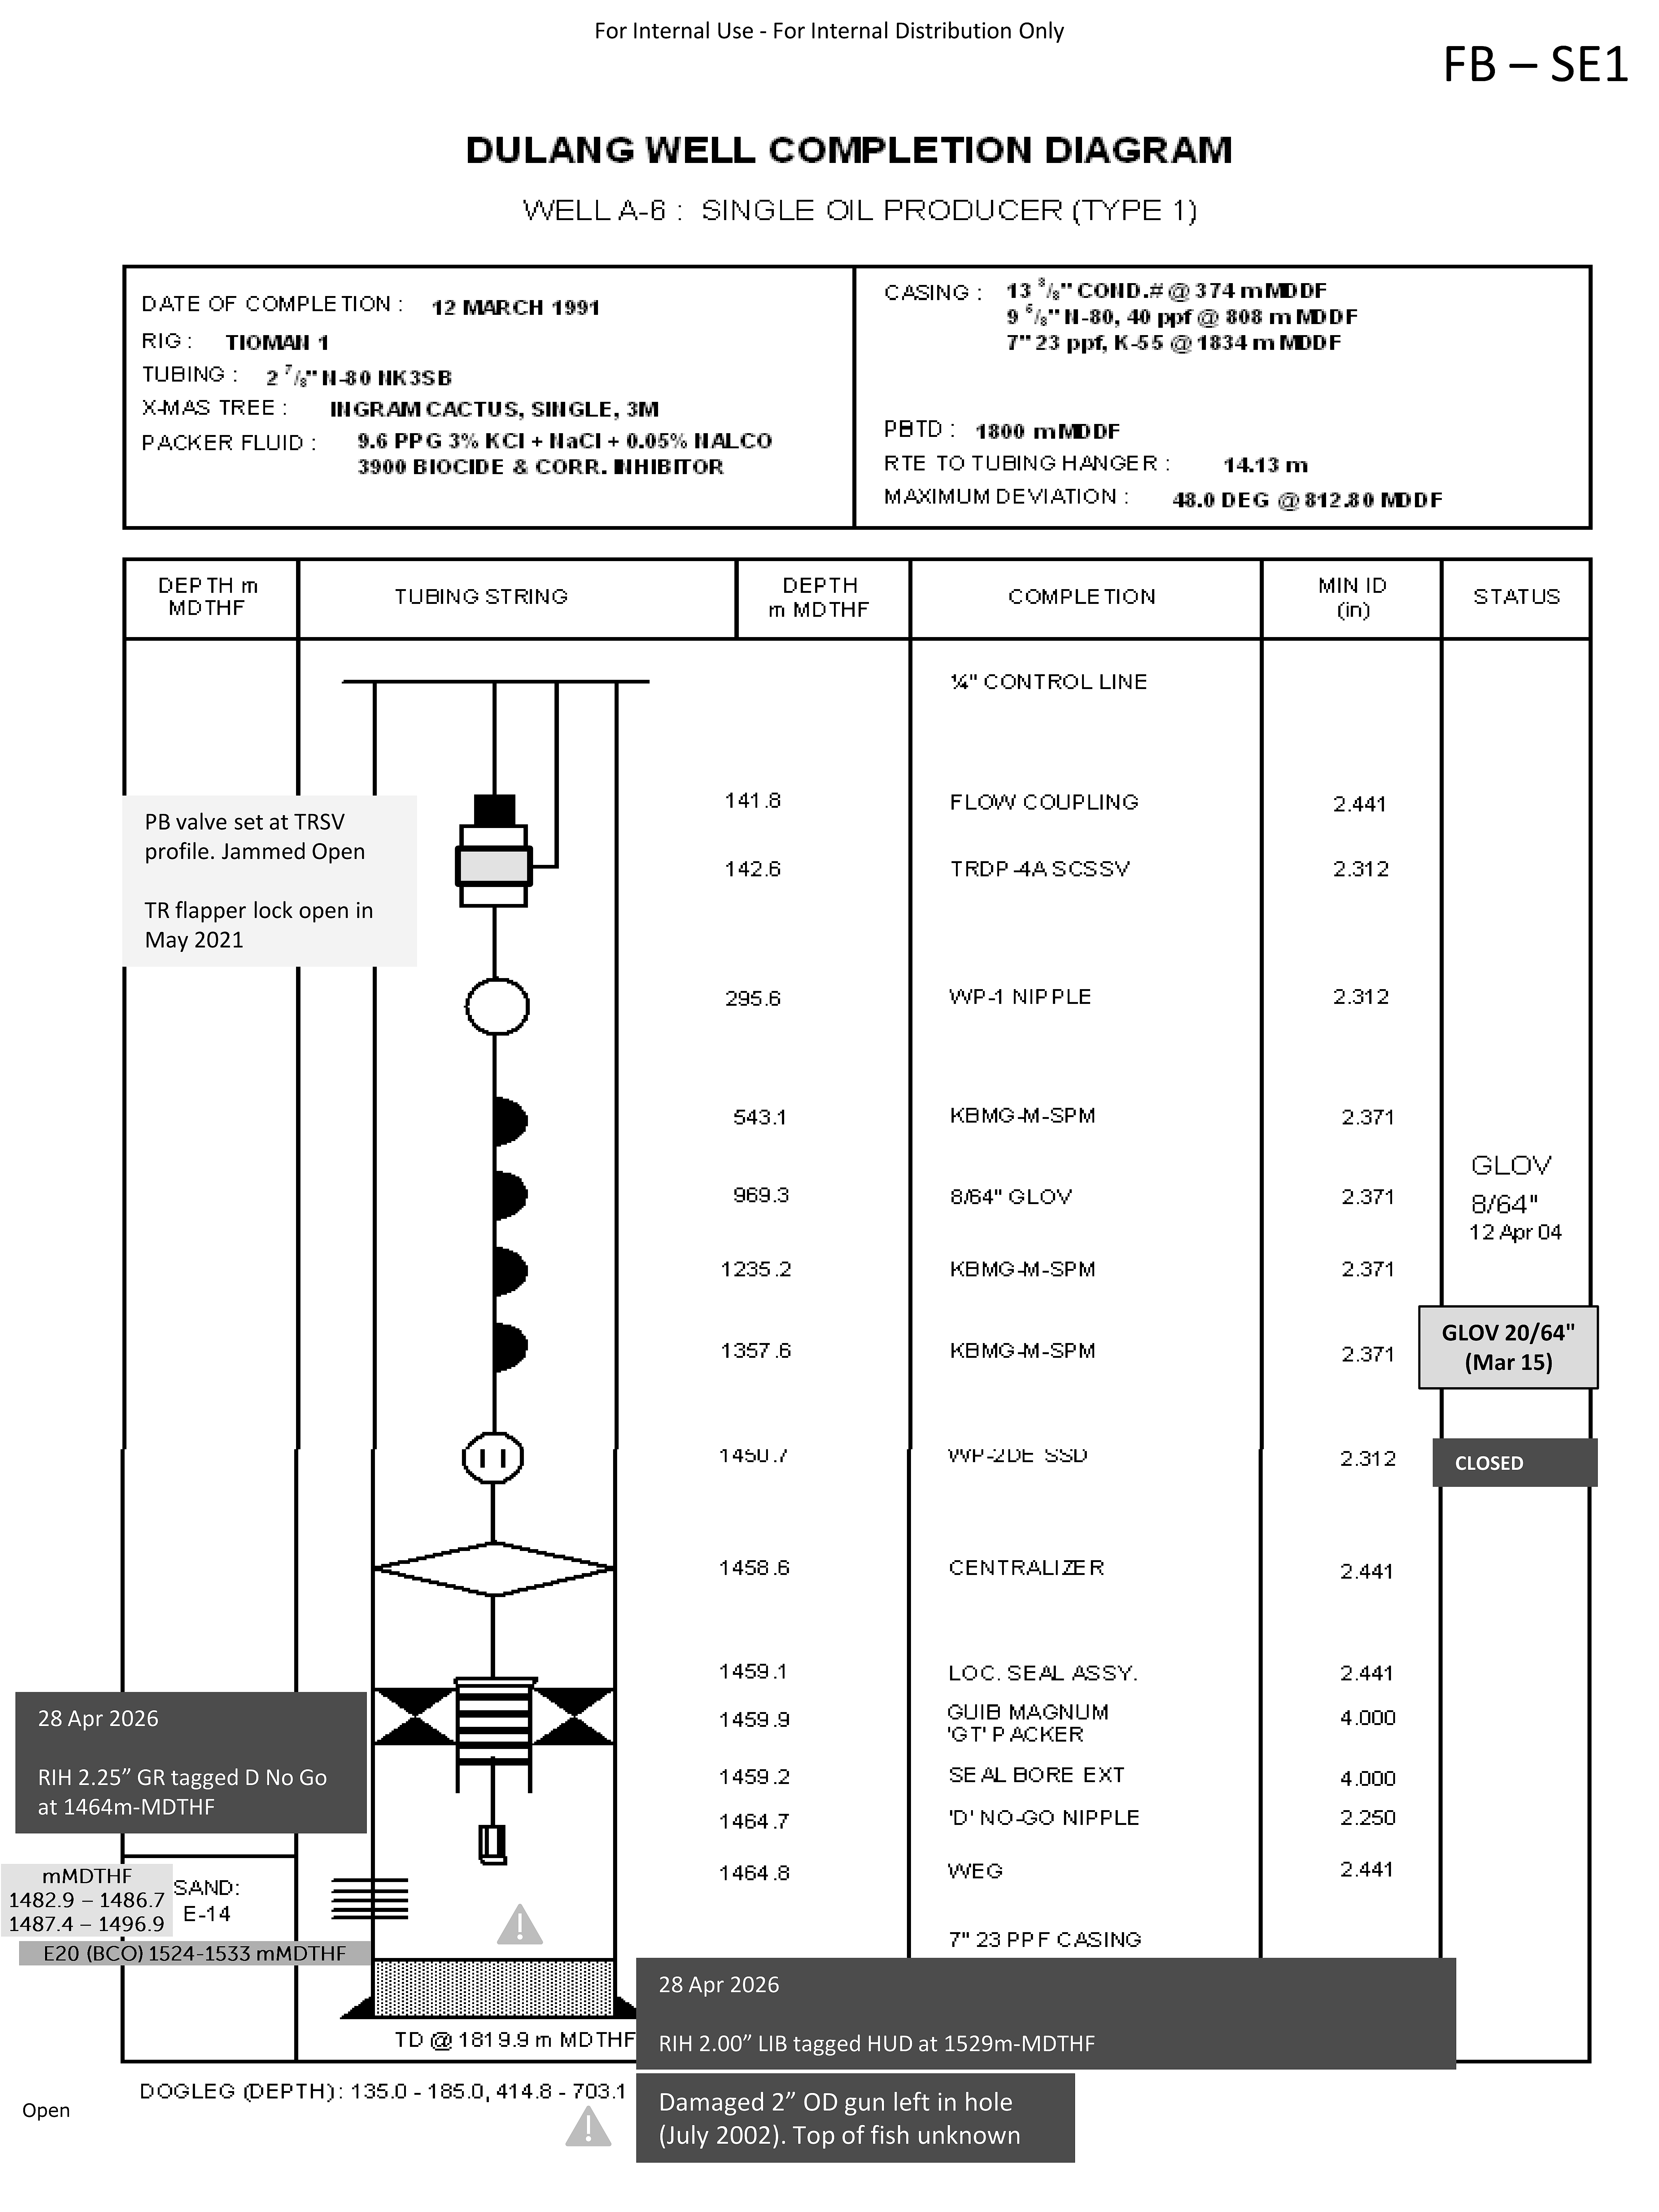 For Internal Use - For Internal Distribution Only
FB – SE1
DULANG WELL COMPLETION DIAGRAM
WELL A-6 : SINGLE OIL PRODUCER (TYPE 1)
DATE OF COMPLETION : 12 MARCH 1991
RIG : TIOMAN 1
TUBING : 2 7/8" N-80 NK3SB
X-MAS TREE : INGRAM CACTUS, SINGLE, 3M
PACKER FLUID : 9.6 PPG 3% KCl + NaCl + 0.05% NALCO
3900 BIOCIDE & CORR. INHIBITOR
CASING : 13 3/8" COND.# @ 374 mMDDF
9 5/8" N-80, 40 ppf @ 808 m MDDF
7" 23 ppf, K-55 @ 1834 m MDDF
PBTD : 1800 mMDDF
RTE TO TUBING HANGER : 14.13 m
MAXIMUM DEVIATION : 48.0 DEG @ 812.80 MDDF
DEPTH m MDTHF
TUBING STRING
DEPTH m MDTHF
COMPLETION
MIN ID (in)
STATUS
¼" CONTROL LINE
141.8 FLOW COUPLING 2.441
PB valve set at TRSV
profile. Jammed Open
TR flapper lock open in
May 2021
142.6 TRDP-4A SCSSV 2.312
295.6 WP-1 NIPPLE 2.312
543.1 KBMG-M-SPM 2.371
969.3 8/64" GLOV 2.371
GLOV
8/64"
12 Apr 04
1235.2 KBMG-M-SPM 2.371
1357.6 KBMG-M-SPM 2.371
GLOV 20/64"
(Mar 15)
1450.7 WP-2DE SSD 2.312 CLOSED
1458.6 CENTRALIZER 2.441
1459.1 LOC. SEAL ASSY. 2.441
1459.9 GUIB MAGNUM 4.000
'GT' PACKER
1459.2 SEAL BORE EXT 4.000
1464.7 'D' NO-GO NIPPLE 2.250
1464.8 WEG 2.441
28 Apr 2026
RIH 2.25” GR tagged D No Go
at 1464m-MDTHF
mMDTHF
1482.9 – 1486.7
1487.4 – 1496.9
SAND:
E-14
E20 (BCO) 1524-1533 mMDTHF
7" 23 PPF CASING
28 Apr 2026
RIH 2.00” LIB tagged HUD at 1529m-MDTHF
TD @ 1819.9 m MDTHF
DOGLEG (DEPTH): 135.0 - 185.0, 414.8 - 703.1
Open
Damaged 2” OD gun left in hole
(July 2002). Top of fish unknown